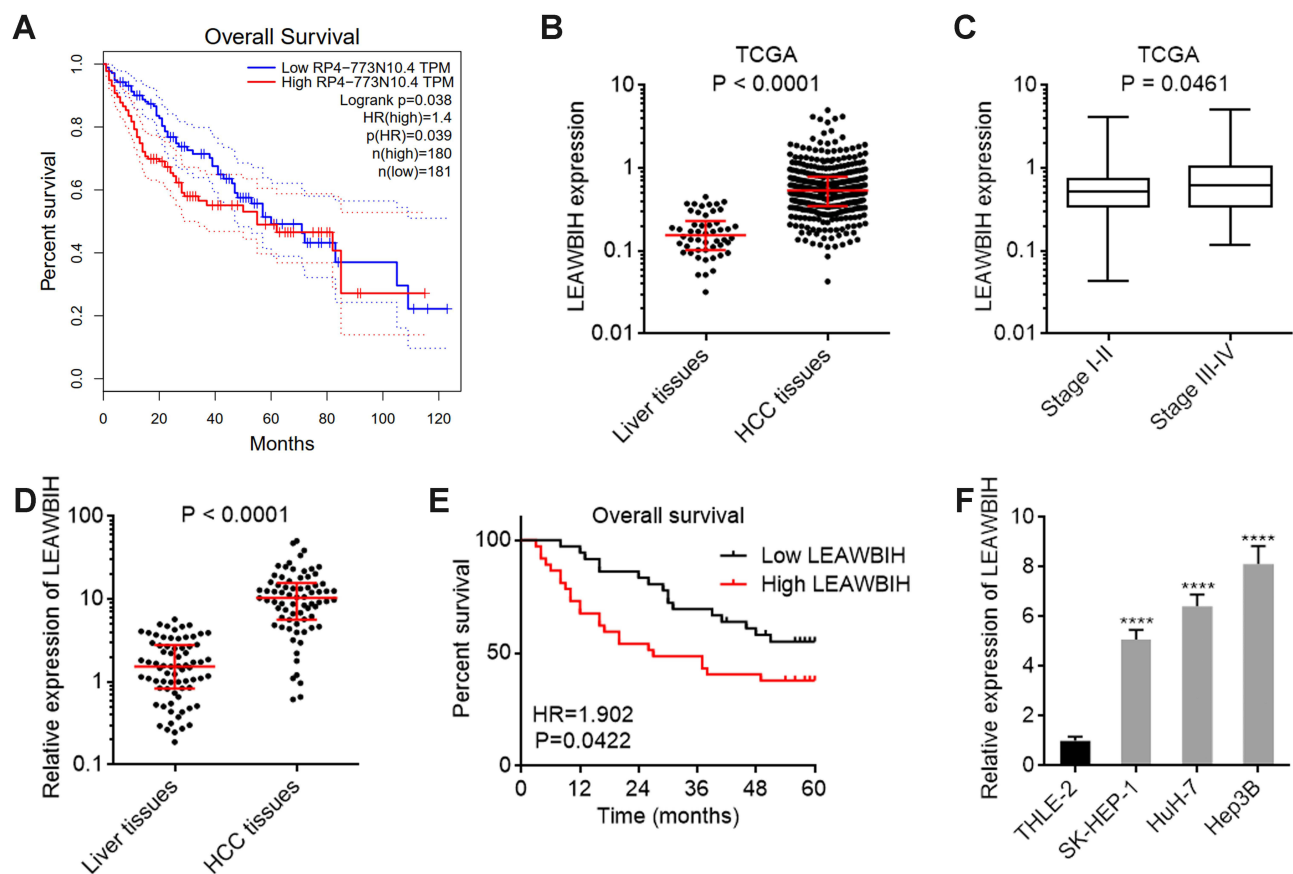 A
Overall Survival
Low RP4−773N10.4 TPM
High RP4−773N10.4 TPM
Logrank p=0.038
HR(high)=1.4
p(HR)=0.039
n(high)=180
n(low)=181
Percent survival
1.0
0.8
0.6
0.4
0.2
0.0
0 20 40 60 80 100 120
Months
B
TCGA
P < 0.0001
LEAWBIH expression
10
1
0.1
0.01
Liver tissues
HCC tissues
C
TCGA
P = 0.0461
LEAWBIH expression
10
1
0.1
0.01
Stage I-II
Stage III-IV
D
P < 0.0001
Relative expression of LEAWBIH
100
10
1
0.1
Liver tissues
HCC tissues
E
Overall survival
Low LEAWBIH
High LEAWBIH
Percent survival
100
50
0
HR=1.902
P=0.0422
0 12 24 36 48 60
Time (months)
F
Relative expression of LEAWBIH
10
8
6
4
2
0
****
****
****
THLE-2
SK-HEP-1
HuH-7
Hep3B